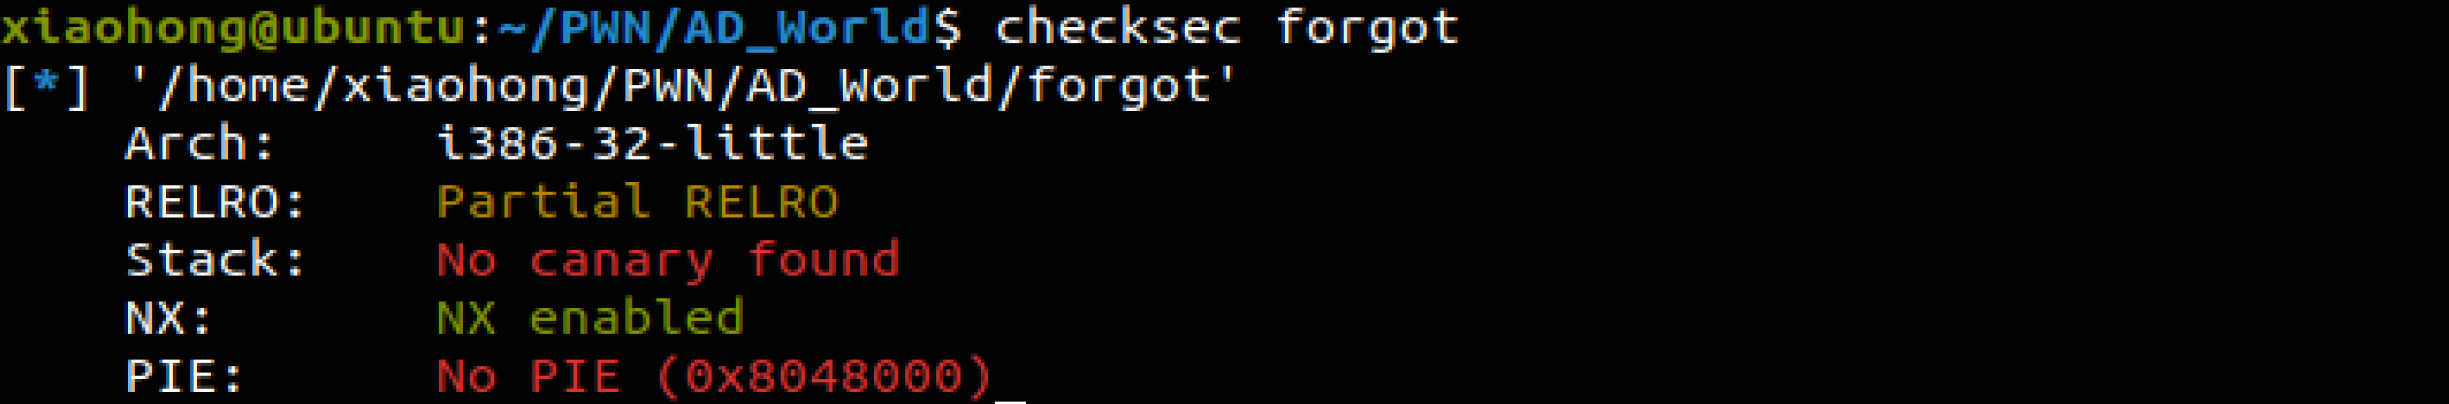 xiaohong@ubuntu:~/PWN/AD_World$ checksec forgot
[*] '/home/xiaohong/PWN/AD_World/forgot'
    Arch:     i386-32-little
    RELRO:    Partial RELRO
    Stack:    No canary found
    NX:       NX enabled
    PIE:      No PIE (0x8048000)